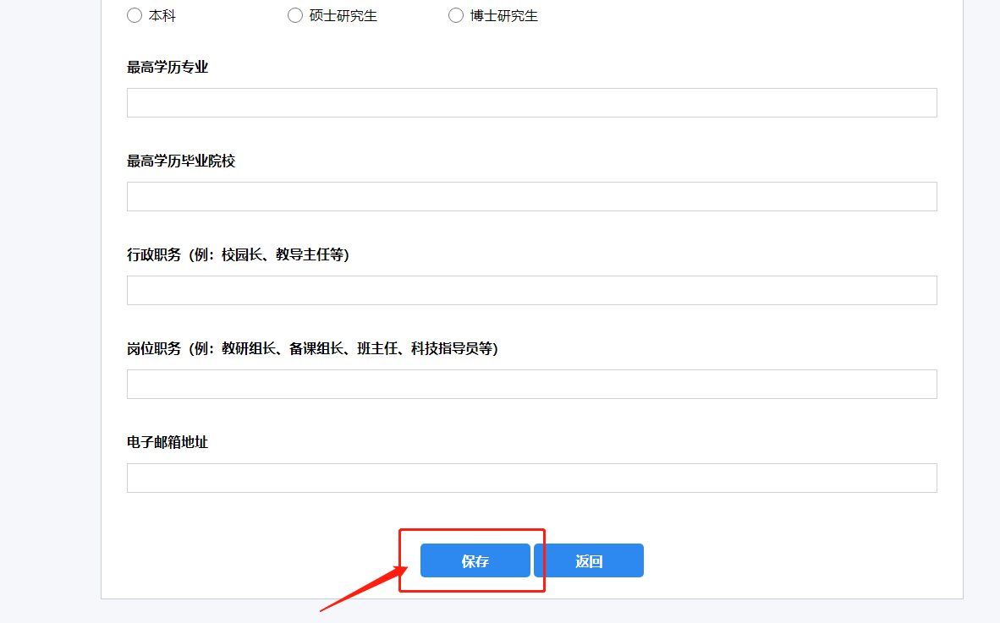 本科 硕士研究生 博士研究生
最高学历专业
最高学历毕业院校
行政职务（例：校园长、教导主任等）
岗位职务（例：教研组长、备课组长、班主任、科技指导员等）
电子邮箱地址
保存 返回